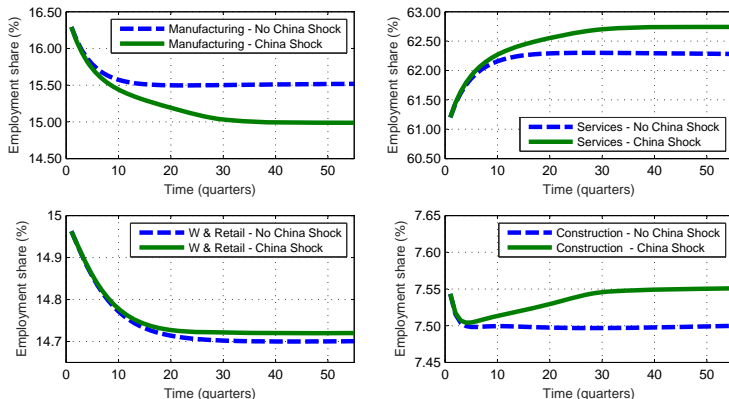 Employment share (%)
16.50
16.00
15.50
15.00
14.50
Manufacturing - No China Shock
Manufacturing - China Shock
0 10 20 30 40 50
Time (quarters)
Employment share (%)
63.00
62.50
62.00
61.50
61.00
60.50
Services - No China Shock
Services - China Shock
0 10 20 30 40 50
Time (quarters)
Employment share (%)
15
14.9
14.8
14.7
W & Retail - No China Shock
W & Retail - China Shock
0 10 20 30 40 50
Time (quarters)
Employment share (%)
7.65
7.60
7.55
7.50
7.45
Construction - No China Shock
Construction - China Shock
0 10 20 30 40 50
Time (quarters)